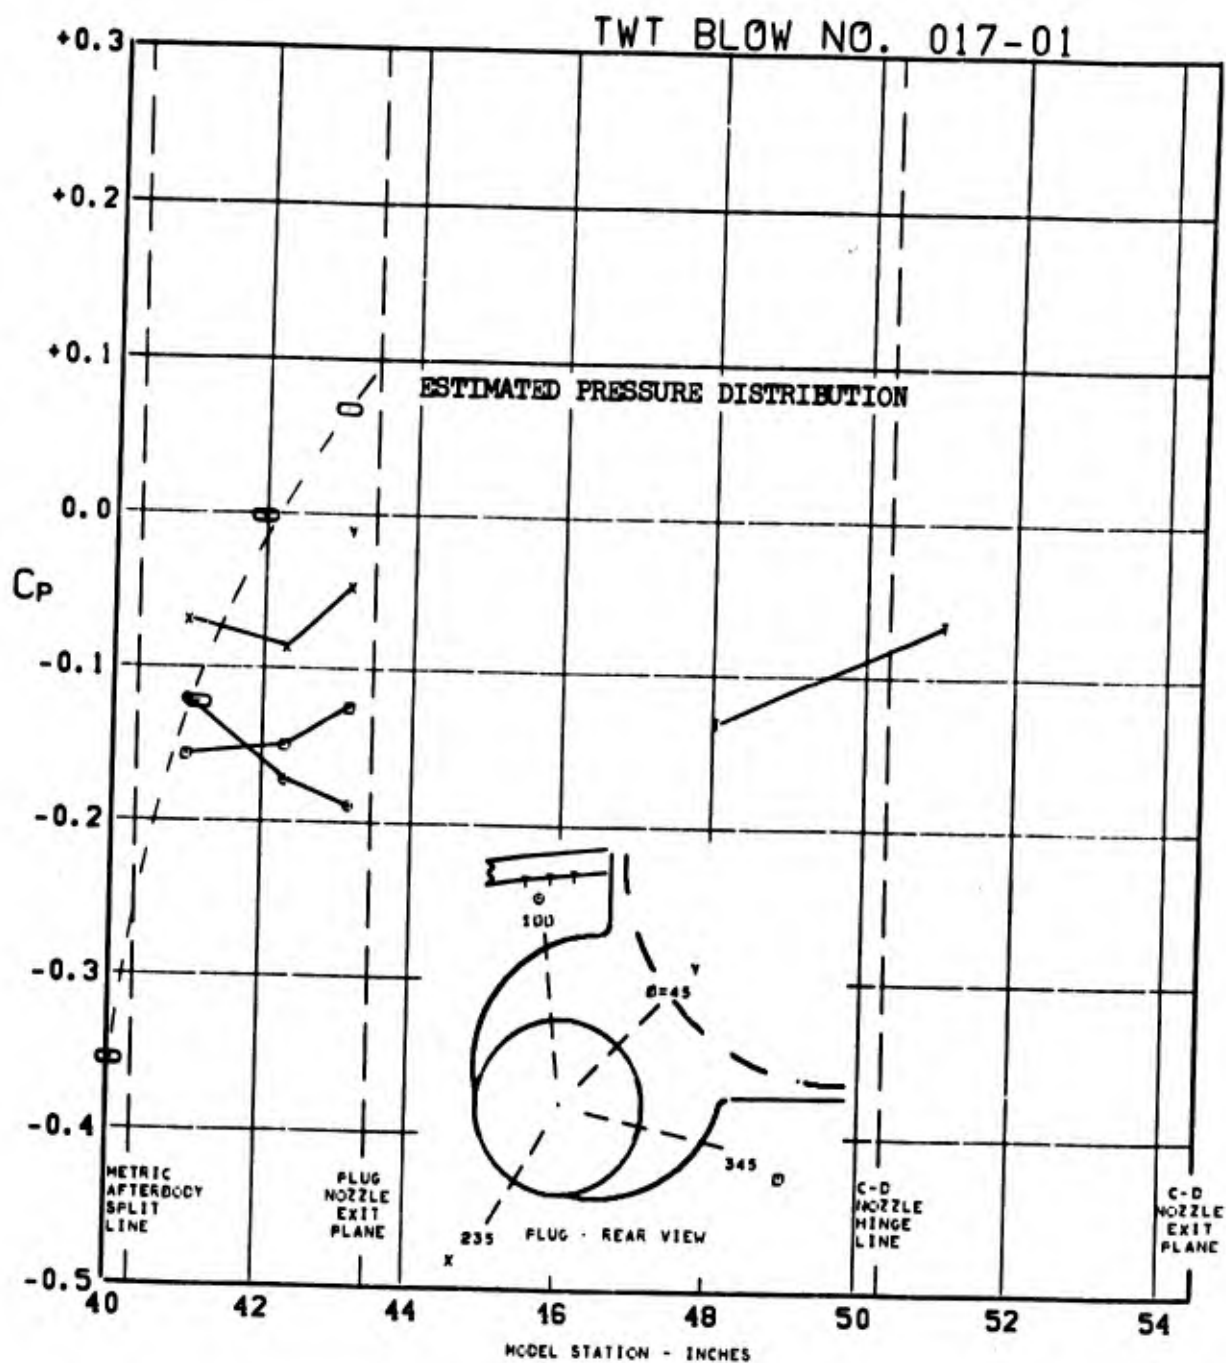 TWT BLOW NO. 017-01
+0.3
+0.2
+0.1
ESTIMATED PRESSURE DISTRIBUTION
0.0
CP
-0.1
-0.2
100
-0.3
Ø=45
-0.4
METRIC
AFTERBODY
SPLIT
LINE
PLUG
NOZZLE
EXIT
PLANE
345
C-D
NOZZLE
HINGE
LINE
C-D
NOZZLE
EXIT
PLANE
235
PLUG - REAR VIEW
-0.5
40 42 44 46 48 50 52 54
MODEL STATION - INCHES